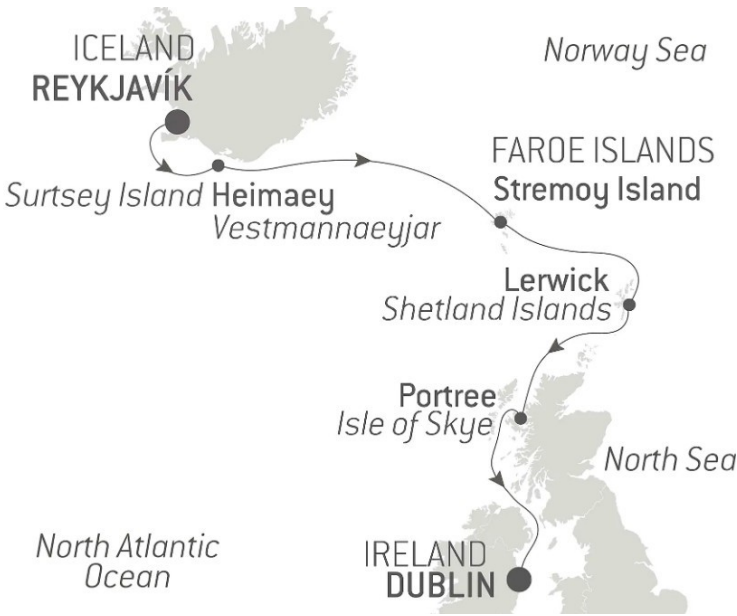 ICELAND
REYKJAVÍK
Norway Sea
FAROE ISLANDS
Stremoy Island
Surtsey Island Heimaey
Vestmannaeyjar
Lerwick
Shetland Islands
Portree
Isle of Skye
North Sea
North Atlantic
Ocean
IRELAND
DUBLIN